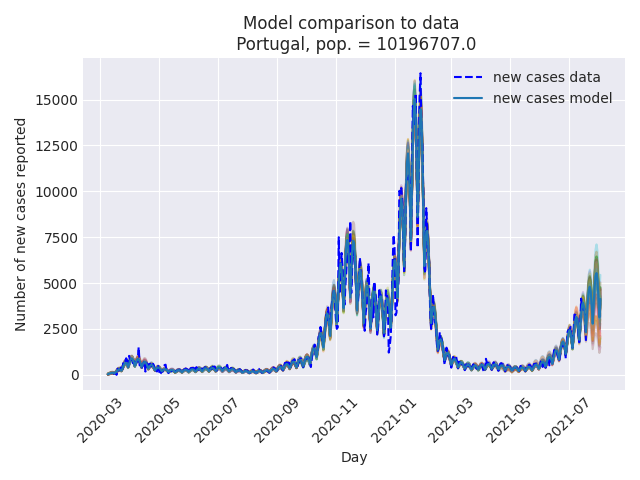 Model comparison to data
Portugal, pop. = 10196707.0
new cases data
new cases model
15000
12500
10000
7500
5000
2500
0
Number of new cases reported
2020-03
2020-05
2020-07
2020-09
2020-11
2021-01
2021-03
2021-05
2021-07
Day